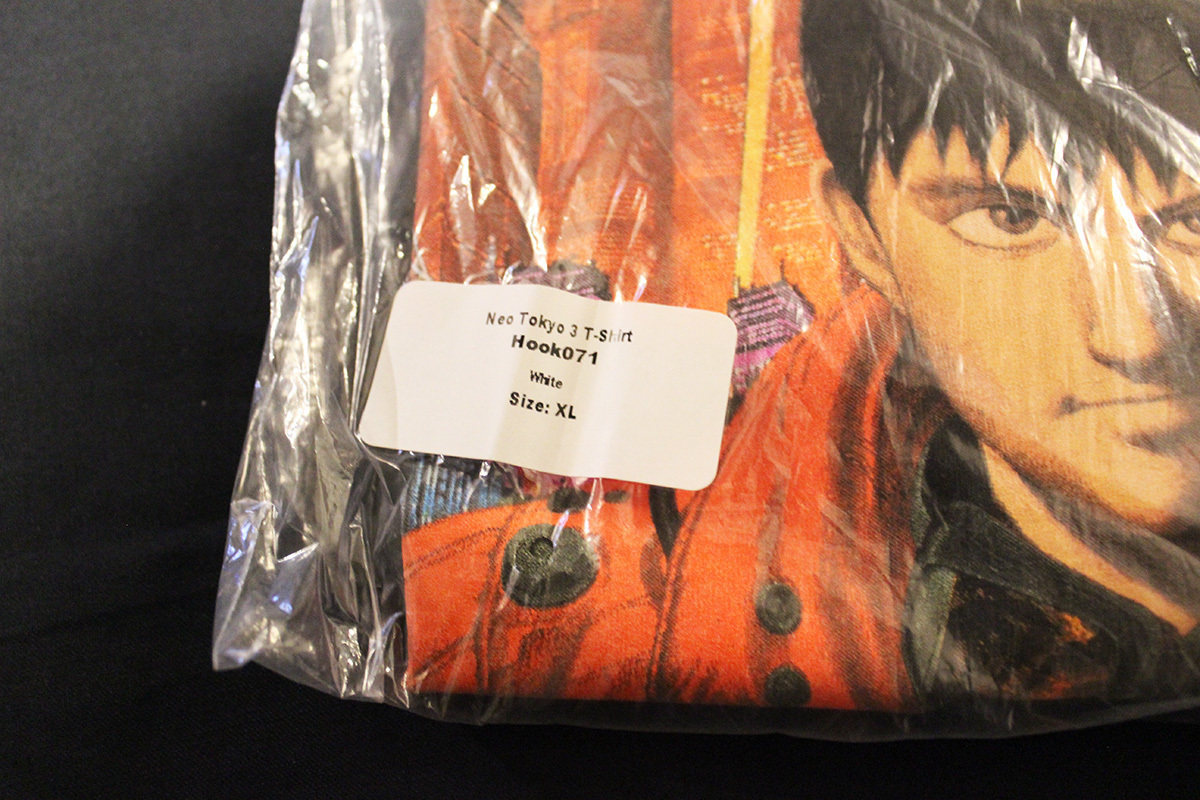 Neo Tokyo 3 T-Shirt
Hook071
White
Size: XL